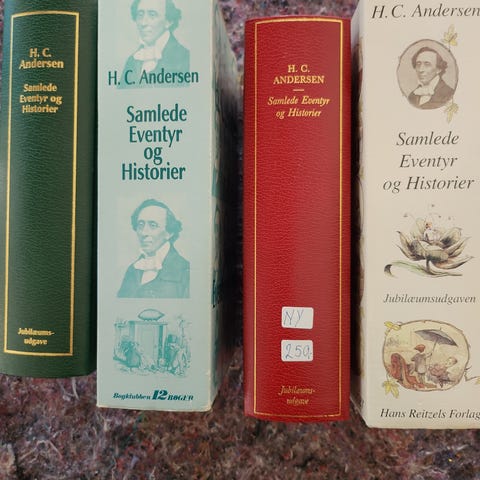 H. C.
Andersen
Samlede
Eventyr og
Historier
Jubilæums-
udgave
H. C. Andersen
Samlede
Eventyr
og
Historier
Bogklubben 12 BØGER
H. C.
ANDERSEN
Samlede Eventyr
og Historier
NY
250,
Jubilæums-
udgave
H. C. Andersen
Samlede
Eventyr
og Historier
Jubilæumsudgaven
Hans Reitzels Forlag